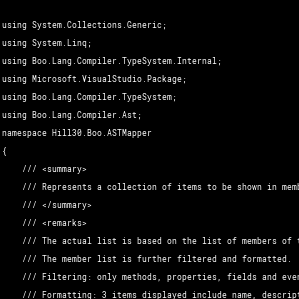 using System.Collections.Generic;
using System.Linq;
using Boo.Lang.Compiler.TypeSystem.Internal;
using Microsoft.VisualStudio.Package;
using Boo.Lang.Compiler.TypeSystem;
using Boo.Lang.Compiler.Ast;
namespace Hill30.Boo.ASTMapper
{
/// <summary>
/// Represents a collection of items to be shown in
/// </summary>
/// <remarks>
/// The actual list is based on the list of members of
/// The member list is further filtered and formatted.
/// Filtering: only methods, properties, fields and
/// Formatting: 3 items displayed include name,